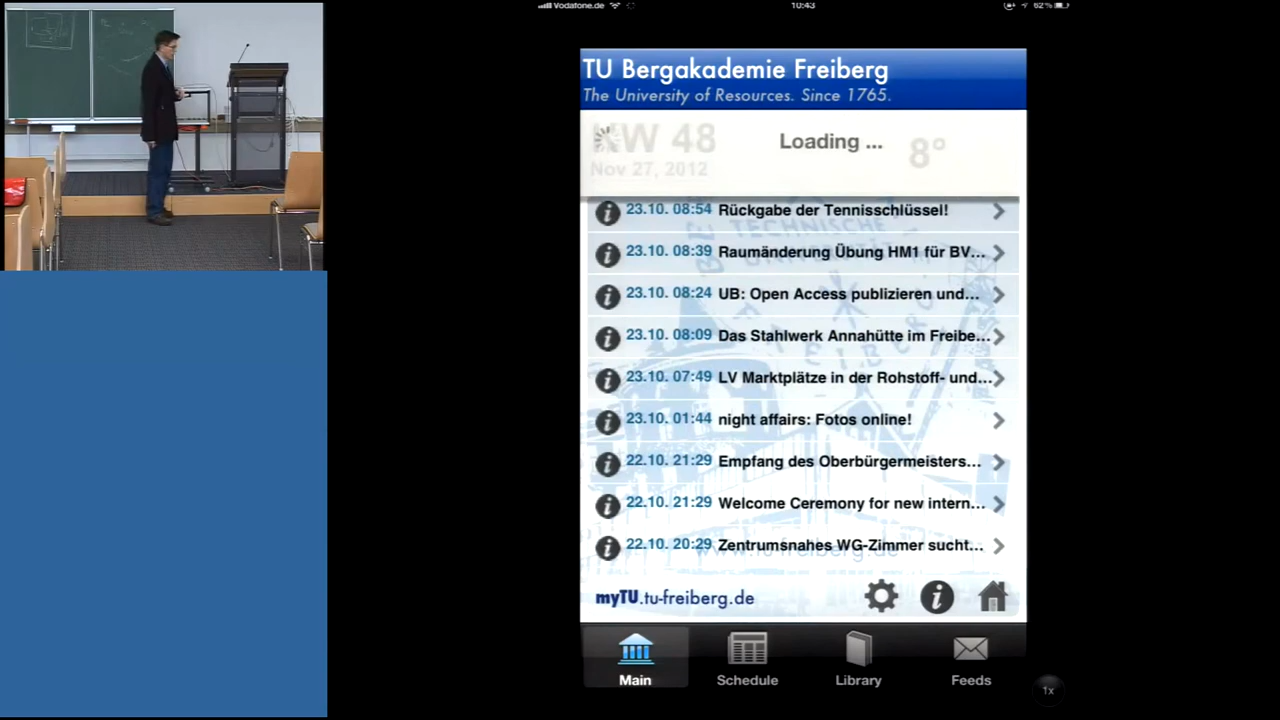 Vodafone.de
10:43
62%
TU Bergakademie Freiberg
The University of Resources. Since 1765.
KW 48
Loading ...
8°
Nov 27, 2012
23.10. 08:54 Rückgabe der Tennisschlüssel!
23.10. 08:39 Raumänderung Übung HM1 für BV...
23.10. 08:24 UB: Open Access publizieren und...
23.10. 08:09 Das Stahlwerk Annahütte im Freibe...
23.10. 07:49 LV Marktplätze in der Rohstoff- und...
23.10. 01:44 night affairs: Fotos online!
22.10. 21:29 Empfang des Oberbürgermeisters...
22.10. 21:29 Welcome Ceremony for new intern...
22.10. 20:29 Zentrumsnahes WG-Zimmer sucht...
www.tu-freiberg.de
myTU.tu-freiberg.de
Main
Schedule
Library
Feeds
1x